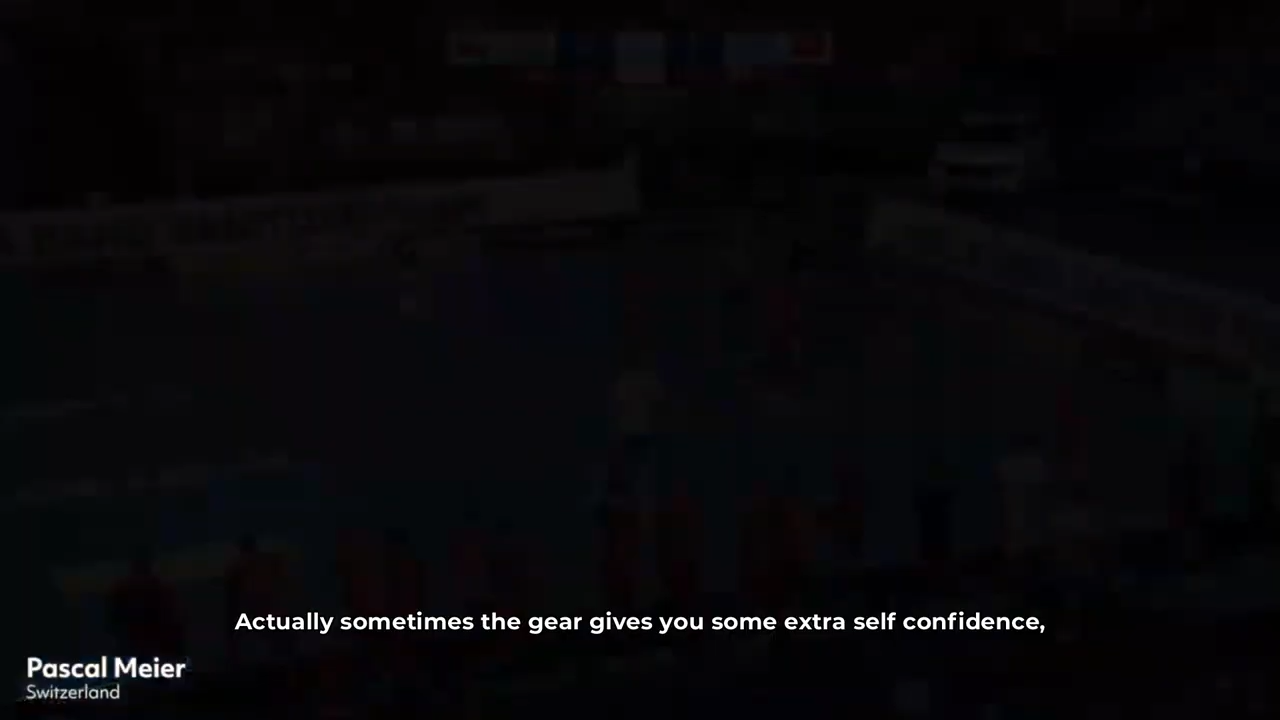 Actually sometimes the gear gives you some extra self confidence,
Pascal Meier
Switzerland